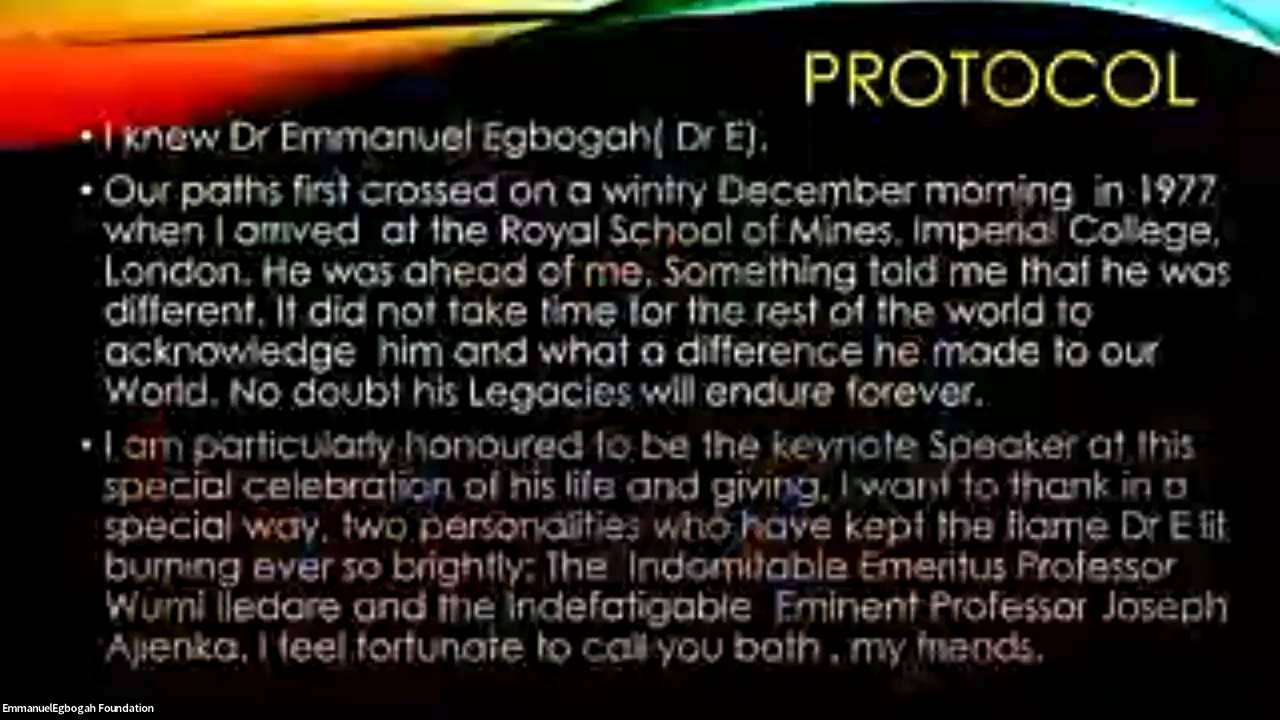 PROTOCOL
• I knew Dr Emmanuel Egbogah( Dr E).
• Our paths first crossed on a wintry December morning in 1977
when I arrived at the Royal School of Mines, Imperial College,
London. He was ahead of me. Something told me that he was
different. It did not take time for the rest of the world to
acknowledge him and what a difference he made to our
World. No doubt his Legacies will endure forever.
• I am particularly honoured to be the keynote Speaker at this
special celebration of his life and giving. I want to thank in a
special way, two personalities who have kept the flame Dr E lit
burning ever so brightly: The Indomitable Emeritus Professor
Wumi Iledare and the Indefatigable Eminent Professor Joseph
Ajienka. I feel fortunate to call you both , my friends.
EmmanuelEgbogah Foundation